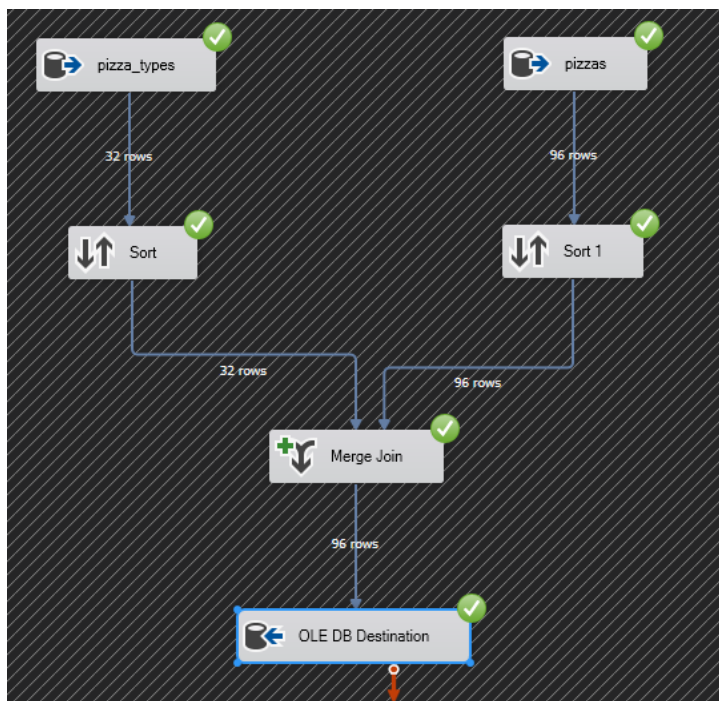 pizza_types
pizzas
32 rows
96 rows
Sort
Sort 1
32 rows
96 rows
Merge Join
96 rows
OLE DB Destination